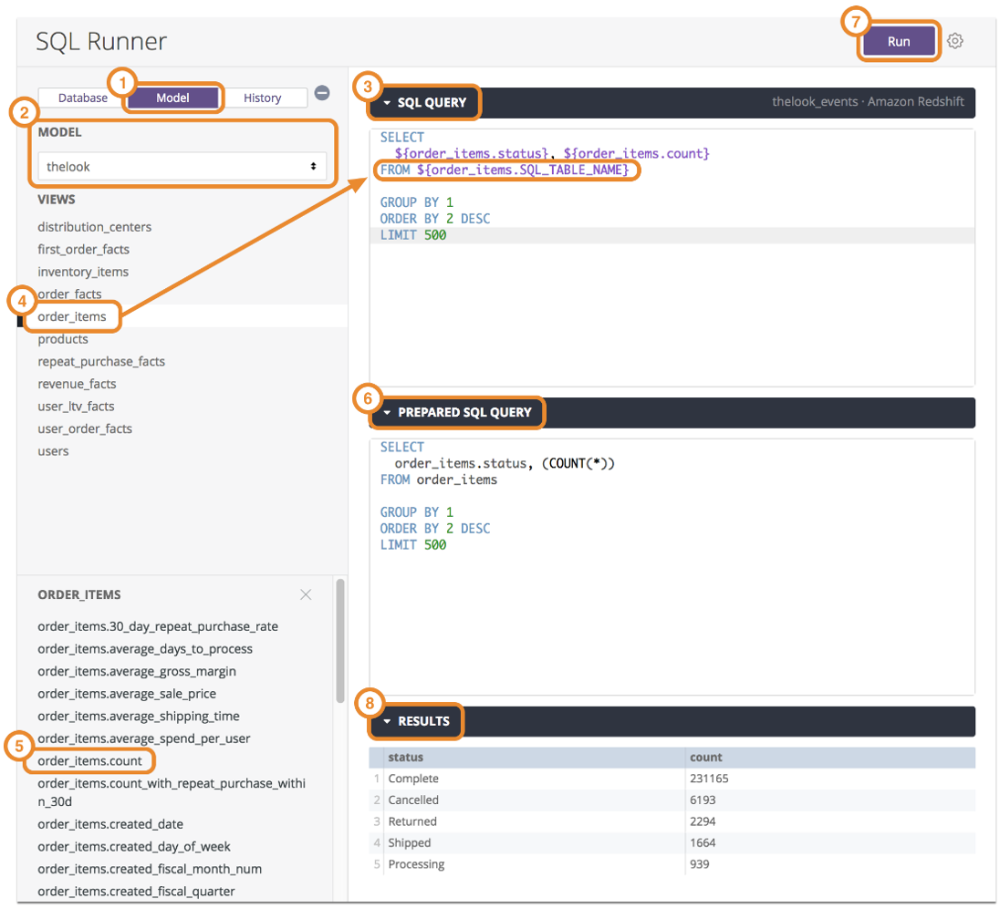 SQL Runner
7
Run
1
Database
Model
History
2
MODEL
thelook
VIEWS
distribution_centers
first_order_facts
inventory_items
order_facts
4
order_items
products
repeat_purchase_facts
revenue_facts
user_ltv_facts
user_order_facts
users
ORDER_ITEMS
order_items.30_day_repeat_purchase_rate
order_items.average_days_to_process
order_items.average_gross_margin
order_items.average_sale_price
order_items.average_shipping_time
order_items.average_spend_per_user
5
order_items.count
order_items.count_with_repeat_purchase_withi
n_30d
order_items.created_date
order_items.created_day_of_week
order_items.created_fiscal_month_num
order_items.created_fiscal_quarter
3
SQL QUERY
thelook_events · Amazon Redshift
SELECT
${order_items.status}, ${order_items.count}
FROM ${order_items.SQL_TABLE_NAME}
GROUP BY 1
ORDER BY 2 DESC
LIMIT 500
6
PREPARED SQL QUERY
SELECT
order_items.status, (COUNT(*))
FROM order_items
GROUP BY 1
ORDER BY 2 DESC
LIMIT 500
8
RESULTS
status count
1 Complete 231165
2 Cancelled 6193
3 Returned 2294
4 Shipped 1664
5 Processing 939